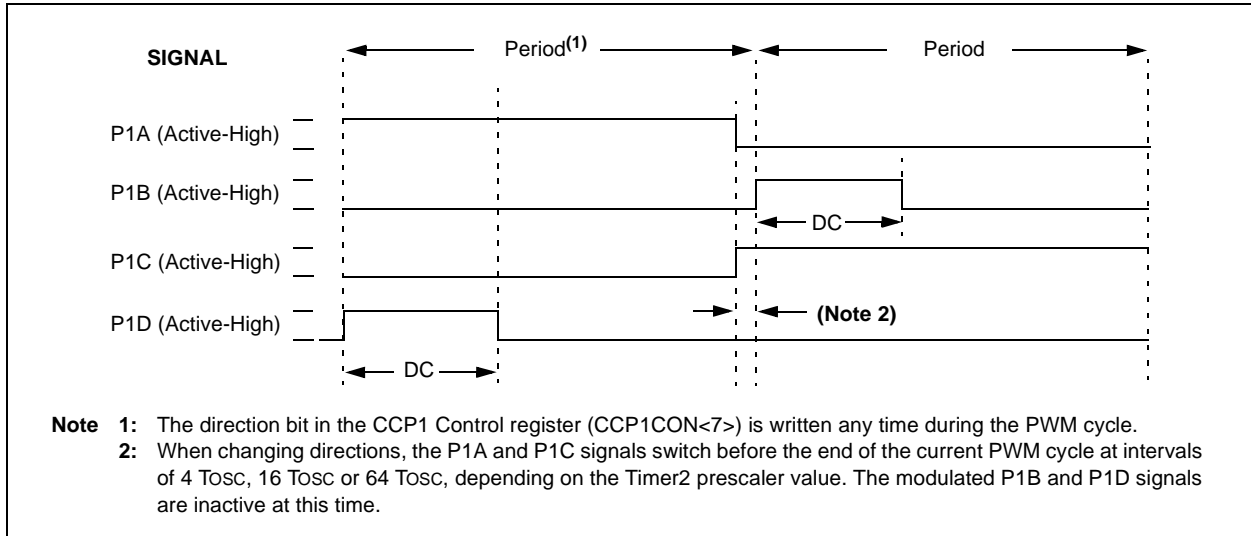 SIGNAL
Period(1)
Period
P1A (Active-High)
P1B (Active-High)
DC
P1C (Active-High)
P1D (Active-High)
(Note 2)
DC
Note 1: The direction bit in the CCP1 Control register (CCP1CON<7>) is written any time during the PWM cycle.
2: When changing directions, the P1A and P1C signals switch before the end of the current PWM cycle at intervals
of 4 TOSC, 16 TOSC or 64 TOSC, depending on the Timer2 prescaler value. The modulated P1B and P1D signals
are inactive at this time.